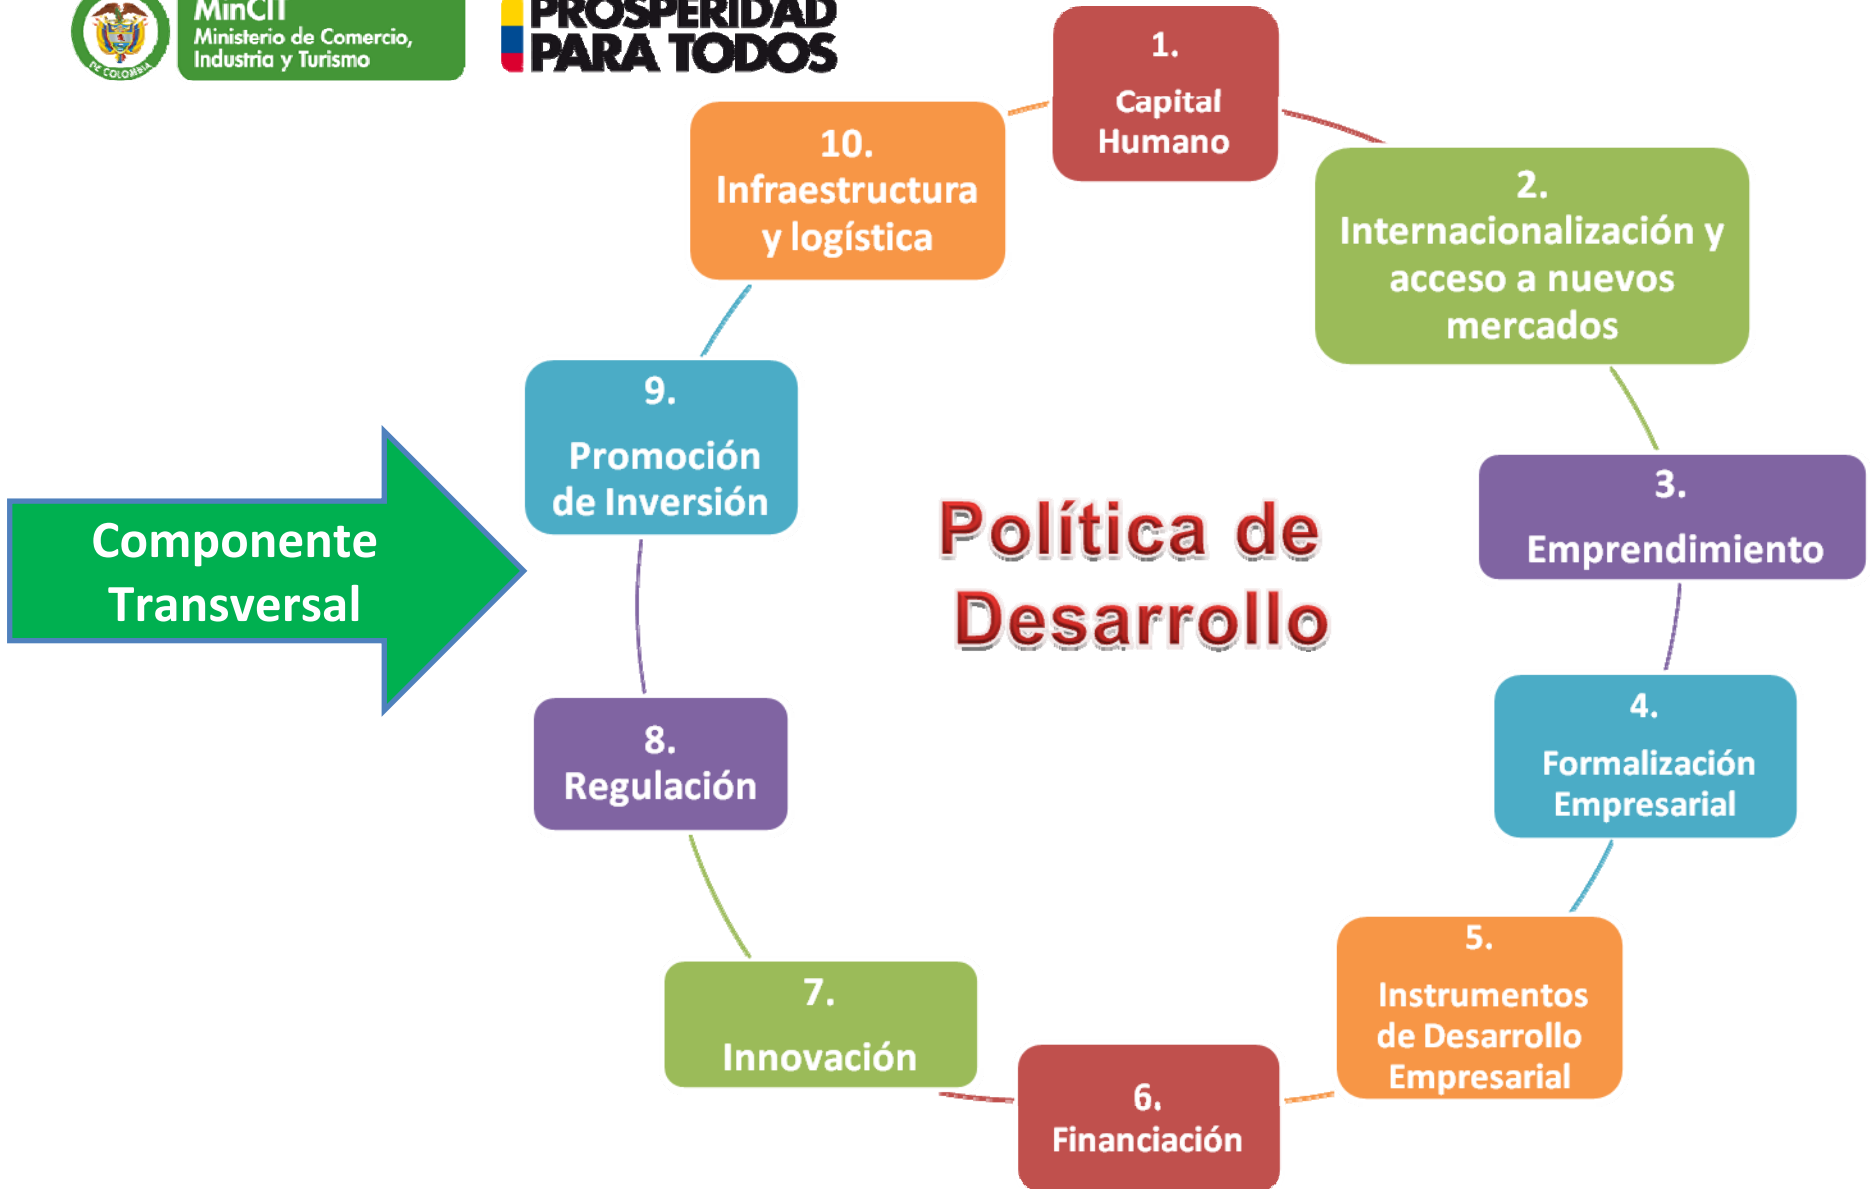 MinCIT
Ministerio de Comercio,
Industria y Turismo
DE COLOMBIA
PROSPERIDAD
PARA TODOS
1.
Capital
Humano
2.
Internacionalización y
acceso a nuevos
mercados
3.
Emprendimiento
4.
Formalización
Empresarial
5.
Instrumentos
de Desarrollo
Empresarial
6.
Financiación
7.
Innovación
8.
Regulación
9.
Promoción
de Inversión
10.
Infraestructura
y logística
Componente
Transversal
Política de
Desarrollo